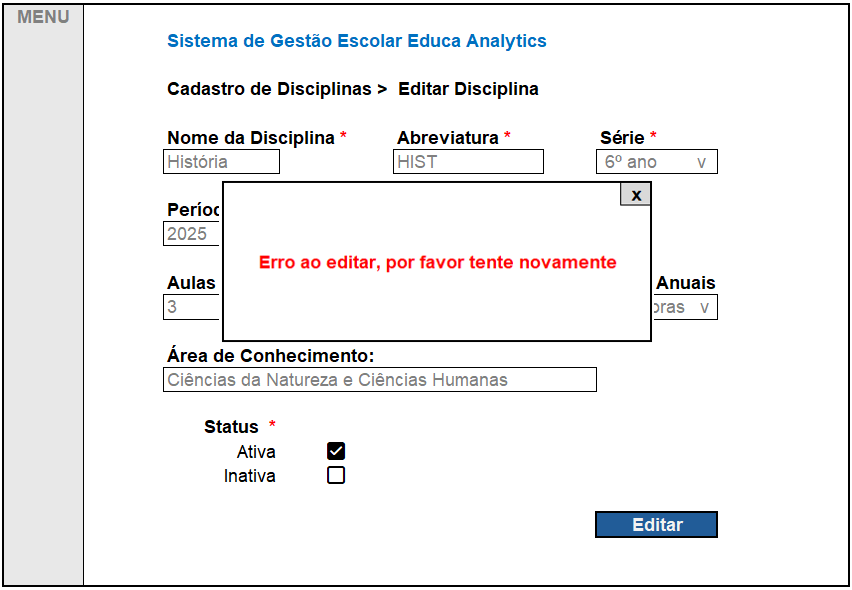 MENU
Sistema de Gestão Escolar Educa Analytics
Cadastro de Disciplinas > Editar Disciplina
Nome da Disciplina * Abreviatura * Série *
História HIST 6º ano v
x
2025
Erro ao editar, por favor tente novamente
Aulas Anuais
3 v
Área de Conhecimento:
Ciências da Natureza e Ciências Humanas
Status *
Ativa
Inativa
Editar